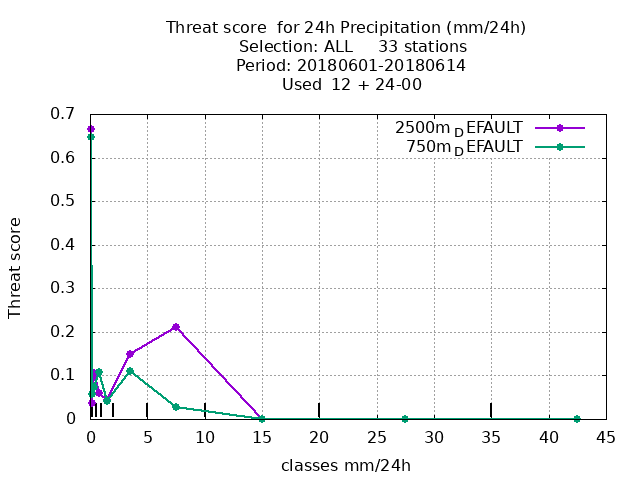 Threat score  for 24h Precipitation (mm/24h)
Selection: ALL     33 stations
Period: 20180601-20180614
Used  12 + 24-00
2500m_DEFAULT
750m_DEFAULT
0.7
0.6
0.5
0.4
0.3
0.2
0.1
0
Threat score
0 5 10 15 20 25 30 35 40 45
classes mm/24h